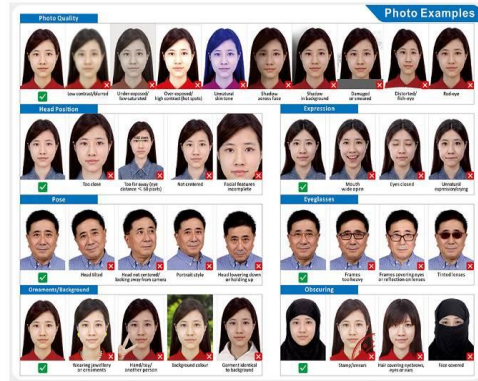 Photo Examples
Photo Quality
Low contrast/blurred
Under-exposed/
low-saturated
Over-exposed/
high contrast (hot spots)
Unnatural
skin tone
Shadow
across face
Shadow
in background
Damaged
or smeared
Distorted/
fish-eye
Red-eye
Head Position
Too close
Too far away (eye
distance < 60 pixels)
Not centered
Facial features
incomplete
Expression
Mouth
wide open
Eyes closed
Unnatural
expression/crying
Pose
Head tilted
Head not centered/
looking away from camera
Portrait style
Head lowering down
or holding up
Eyeglasses
Frames
too heavy
Frames covering eyes
or reflection on lenses
Tinted lenses
Ornaments/Background
Wearing jewellery
or ornaments
Hand/toy/
another person
Background colour
Garment identical
to background
Obscuring
Stamp/smears
Hair covering eyebrows,
eyes or ears
Face covered